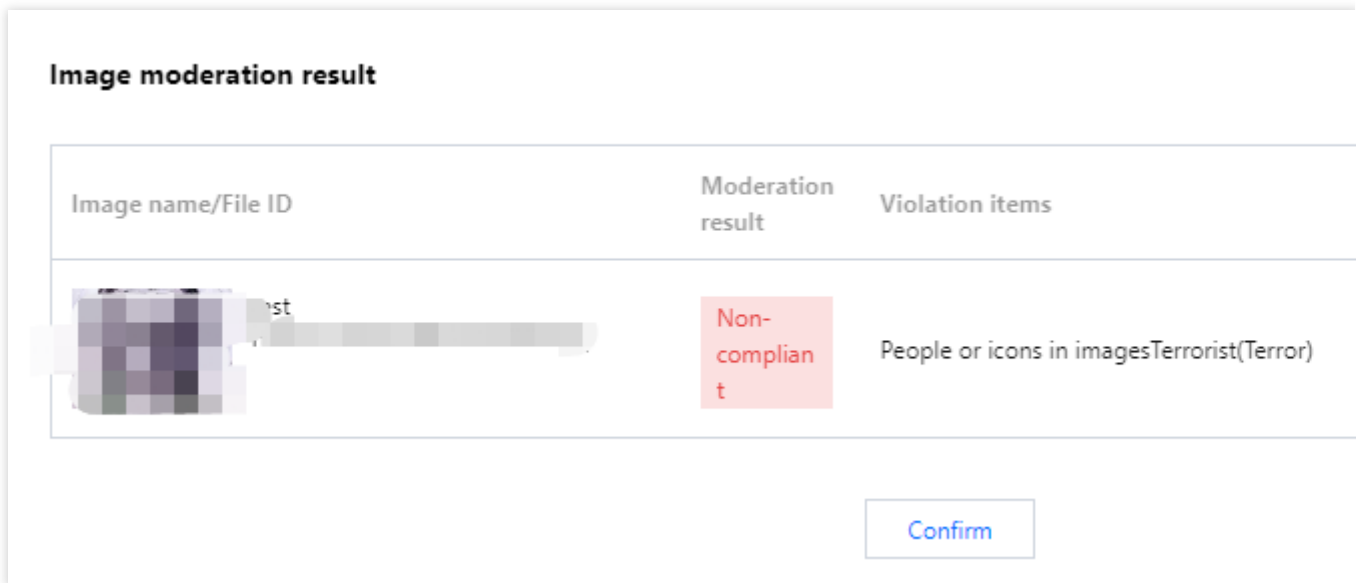 Image moderation result
Image name/File ID
Moderation
result
Violation items
Non-
complian
t
People or icons in imagesTerrorist(Terror)
Confirm